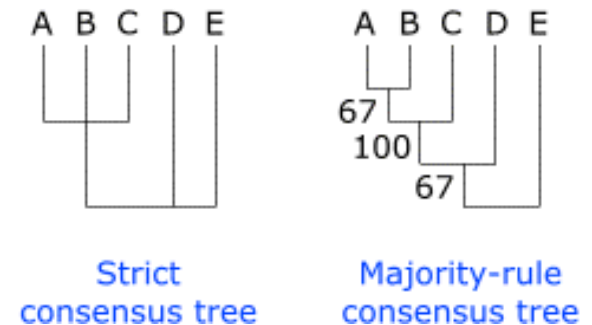 A B C D E
A B C D E
67
100
67
Strict
consensus tree
Majority-rule
consensus tree